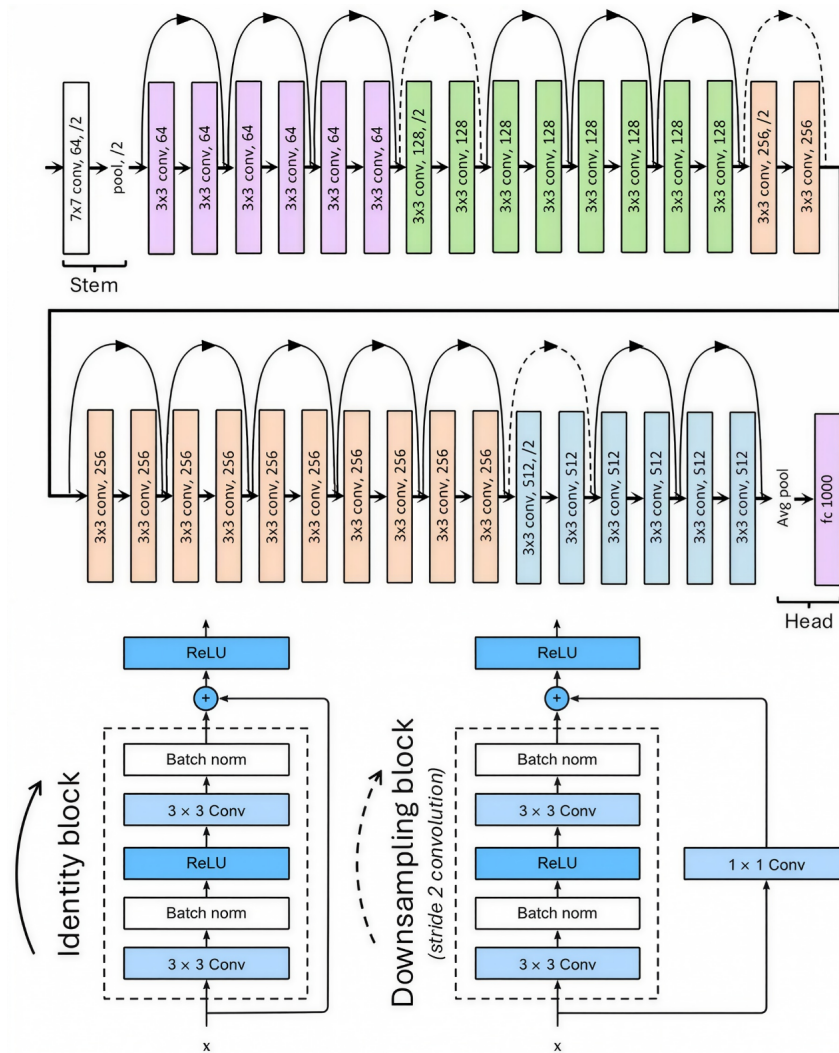 7x7 conv, 64, /2
pool, /2
3x3 conv, 64
3x3 conv, 64
3x3 conv, 64
3x3 conv, 64
3x3 conv, 64
3x3 conv, 64
3x3 conv, 128, /2
3x3 conv, 128
3x3 conv, 128
3x3 conv, 128
3x3 conv, 128
3x3 conv, 128
3x3 conv, 128
3x3 conv, 128
3x3 conv, 256, /2
3x3 conv, 256
Stem
3x3 conv, 256
3x3 conv, 256
3x3 conv, 256
3x3 conv, 256
3x3 conv, 256
3x3 conv, 256
3x3 conv, 256
3x3 conv, 256
3x3 conv, 256
3x3 conv, 256
3x3 conv, 512, /2
3x3 conv, 512
3x3 conv, 512
3x3 conv, 512
3x3 conv, 512
3x3 conv, 512
Avg pool
fc 1000
Head
Identity block
ReLU
+
Batch norm
3 × 3 Conv
ReLU
Batch norm
3 × 3 Conv
x
Downsampling block
(stride 2 convolution)
ReLU
+
Batch norm
3 × 3 Conv
ReLU
Batch norm
3 × 3 Conv
x
1 × 1 Conv